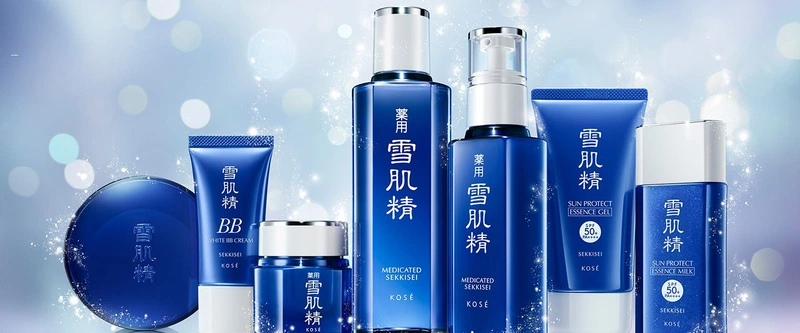 雪肌精
雪肌精
BB
WHITE BB CREAM
SEKKISEI
KOSÉ
薬用
雪肌精
KOSÉ
薬用
雪肌精
MEDICATED
SEKKISEI
KOSÉ
薬用
雪肌精
MEDICATED
SEKKISEI
KOSÉ
雪肌精
SUN PROTECT
ESSENCE GEL
SPF
50+
PA++++
SEKKISEI
KOSÉ
雪肌精
SUN PROTECT
ESSENCE MILK
SPF
50+
PA++++
SEKKISEI
KOSÉ